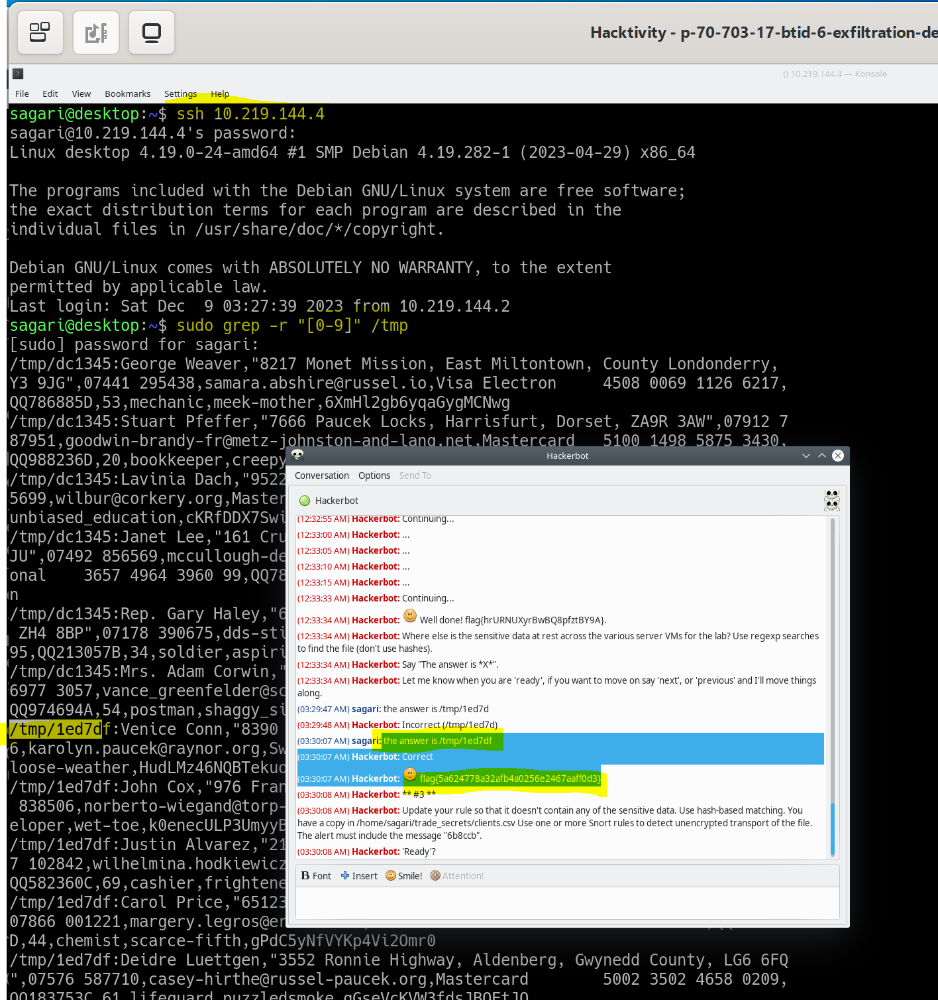 Hacktivity - p-70-703-17-btid-6-exfiltration-de
() 10.219.144.4 — Konsole
File Edit View Bookmarks Settings Help
sagari@desktop:~$ ssh 10.219.144.4
sagari@10.219.144.4's password:
Linux desktop 4.19.0-24-amd64 #1 SMP Debian 4.19.282-1 (2023-04-29) x86_64
The programs included with the Debian GNU/Linux system are free software;
the exact distribution terms for each program are described in the
individual files in /usr/share/doc/*/copyright.
Debian GNU/Linux comes with ABSOLUTELY NO WARRANTY, to the extent
permitted by applicable law.
Last login: Sat Dec  9 03:27:39 2023 from 10.219.144.2
sagari@desktop:~$ sudo grep -r "[0-9]" /tmp
[sudo] password for sagari:
/tmp/dc1345:George Weaver,"8217 Monet Mission, East Miltontown, County Londonderry,
Y3 9JG",07441 295438,samara.abshire@russel.io,Visa Electron     4508 0069 1126 6217,
QQ786885D,53,mechanic,meek-mother,6XmHl2gb6yqaGygMCNwg
/tmp/dc1345:Stuart Pfeffer,"7666 Paucek Locks, Harrisfurt, Dorset, ZA9R 3AW",07912 7
87951,goodwin-brandy-fr@metz-johnston-and-lang.net,Mastercard   5100 1498 5875 3430,
QQ988236D,20,bookkeeper,creepy
/tmp/dc1345:Lavinia Dach,"9522
5699,wilbur@corkery.org,Master
unbiased_education,cKRfDDX7Swi
/tmp/dc1345:Janet Lee,"161 Cru
JU",07492 856569,mccullough-de
onal    3657 4964 3960 99,QQ78
n
/tmp/dc1345:Rep. Gary Haley,"6
ZH4 8BP",07178 390675,dds-sti
95,QQ213057B,34,soldier,aspiri
/tmp/dc1345:Mrs. Adam Corwin,"
6977 3057,vance_greenfelder@sc
QQ974694A,54,postman,shaggy_si
/tmp/1ed7df:Venice Conn,"8390
6,karolyn.paucek@raynor.org,Sw
loose-weather,HudLMz46NQBTekuo
/tmp/1ed7df:John Cox,"976 Fran
838506,norberto-wiegand@torp-
eloper,wet-toe,k0enecULP3UmyyB
/tmp/1ed7df:Justin Alvarez,"21
7 102842,wilhelmina.hodkiewicz
QQ582360C,69,cashier,frightene
/tmp/1ed7df:Carol Price,"65123
07866 001221,margery.legros@er
D,44,chemist,scarce-fifth,gPdC5yNfVYKp4Vi2Omr0
/tmp/1ed7df:Deidre Luettgen,"3552 Ronnie Highway, Aldenberg, Gwynedd County, LG6 6FQ
",07576 587710,casey-hirthe@russel-paucek.org,Mastercard        5002 3502 4658 0209,
QQ183753C,61,lifeguard,puzzledsmoke,
Hackerbot
Conversation Options Send To
Hackerbot
(12:32:55 AM) Hackerbot: Continuing...
(12:33:00 AM) Hackerbot: ...
(12:33:05 AM) Hackerbot: ...
(12:33:10 AM) Hackerbot: ...
(12:33:15 AM) Hackerbot: ...
(12:33:33 AM) Hackerbot: Continuing...
(12:33:34 AM) Hackerbot: Well done! flag{hrURNUXyrBwBQ8pfztBY9A}.
(12:33:34 AM) Hackerbot: Where else is the sensitive data at rest across the various server VMs for the lab? Use regexp searches
to find the file (don't use hashes).
(12:33:34 AM) Hackerbot: Say "The answer is *X*".
(12:33:34 AM) Hackerbot: Let me know when you are 'ready', if you want to move on say 'next', or 'previous' and I'll move things
along.
(03:29:47 AM) sagari: the answer is /tmp/1ed7d
(03:29:48 AM) Hackerbot: Incorrect (/tmp/1ed7d)
(03:30:07 AM) sagari: the answer is /tmp/1ed7df
(03:30:07 AM) Hackerbot: Correct
(03:30:07 AM) Hackerbot: flag{5a624778a32afb4a0256e2467aaff0d3}
(03:30:08 AM) Hackerbot: ** #3 **
(03:30:08 AM) Hackerbot: Update your rule so that it doesn't contain any of the sensitive data. Use hash-based matching. You
have a copy in /home/sagari/trade_secrets/clients.csv Use one or more Snort rules to detect unencrypted transport of the file.
The alert must include the message "6b8ccb".
(03:30:08 AM) Hackerbot: 'Ready'?
Font Insert Smile! Attention!